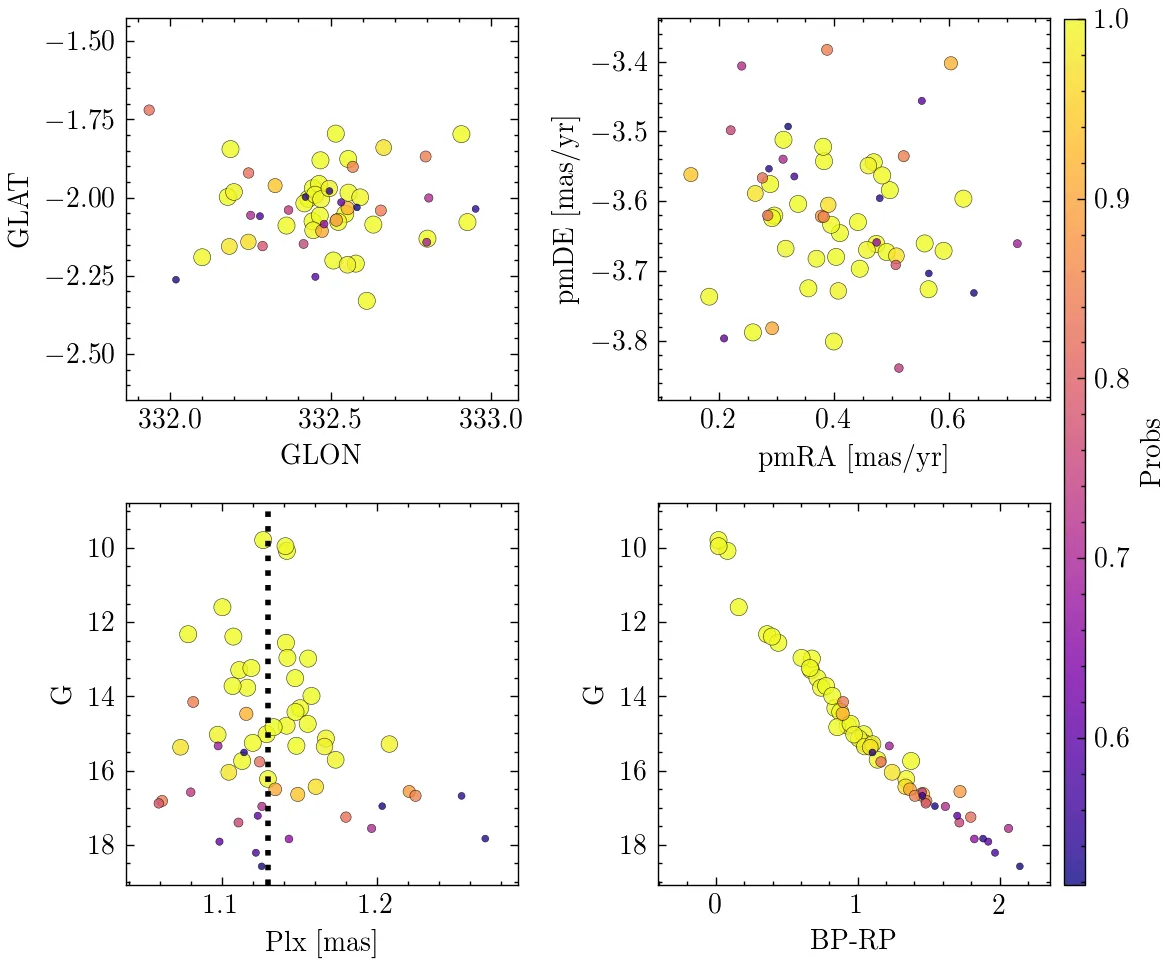 −1.50
−1.75
−2.00
−2.25
−2.50
GLAT
332.0 332.5 333.0
GLON
−3.4
−3.5
−3.6
−3.7
−3.8
pmDE [mas/yr]
0.2 0.4 0.6
pmRA [mas/yr]
10
12
14
16
18
G
1.1 1.2
Plx [mas]
10
12
14
16
18
G
0 1 2
BP-RP
1.0
0.9
0.8
0.7
0.6
Probs